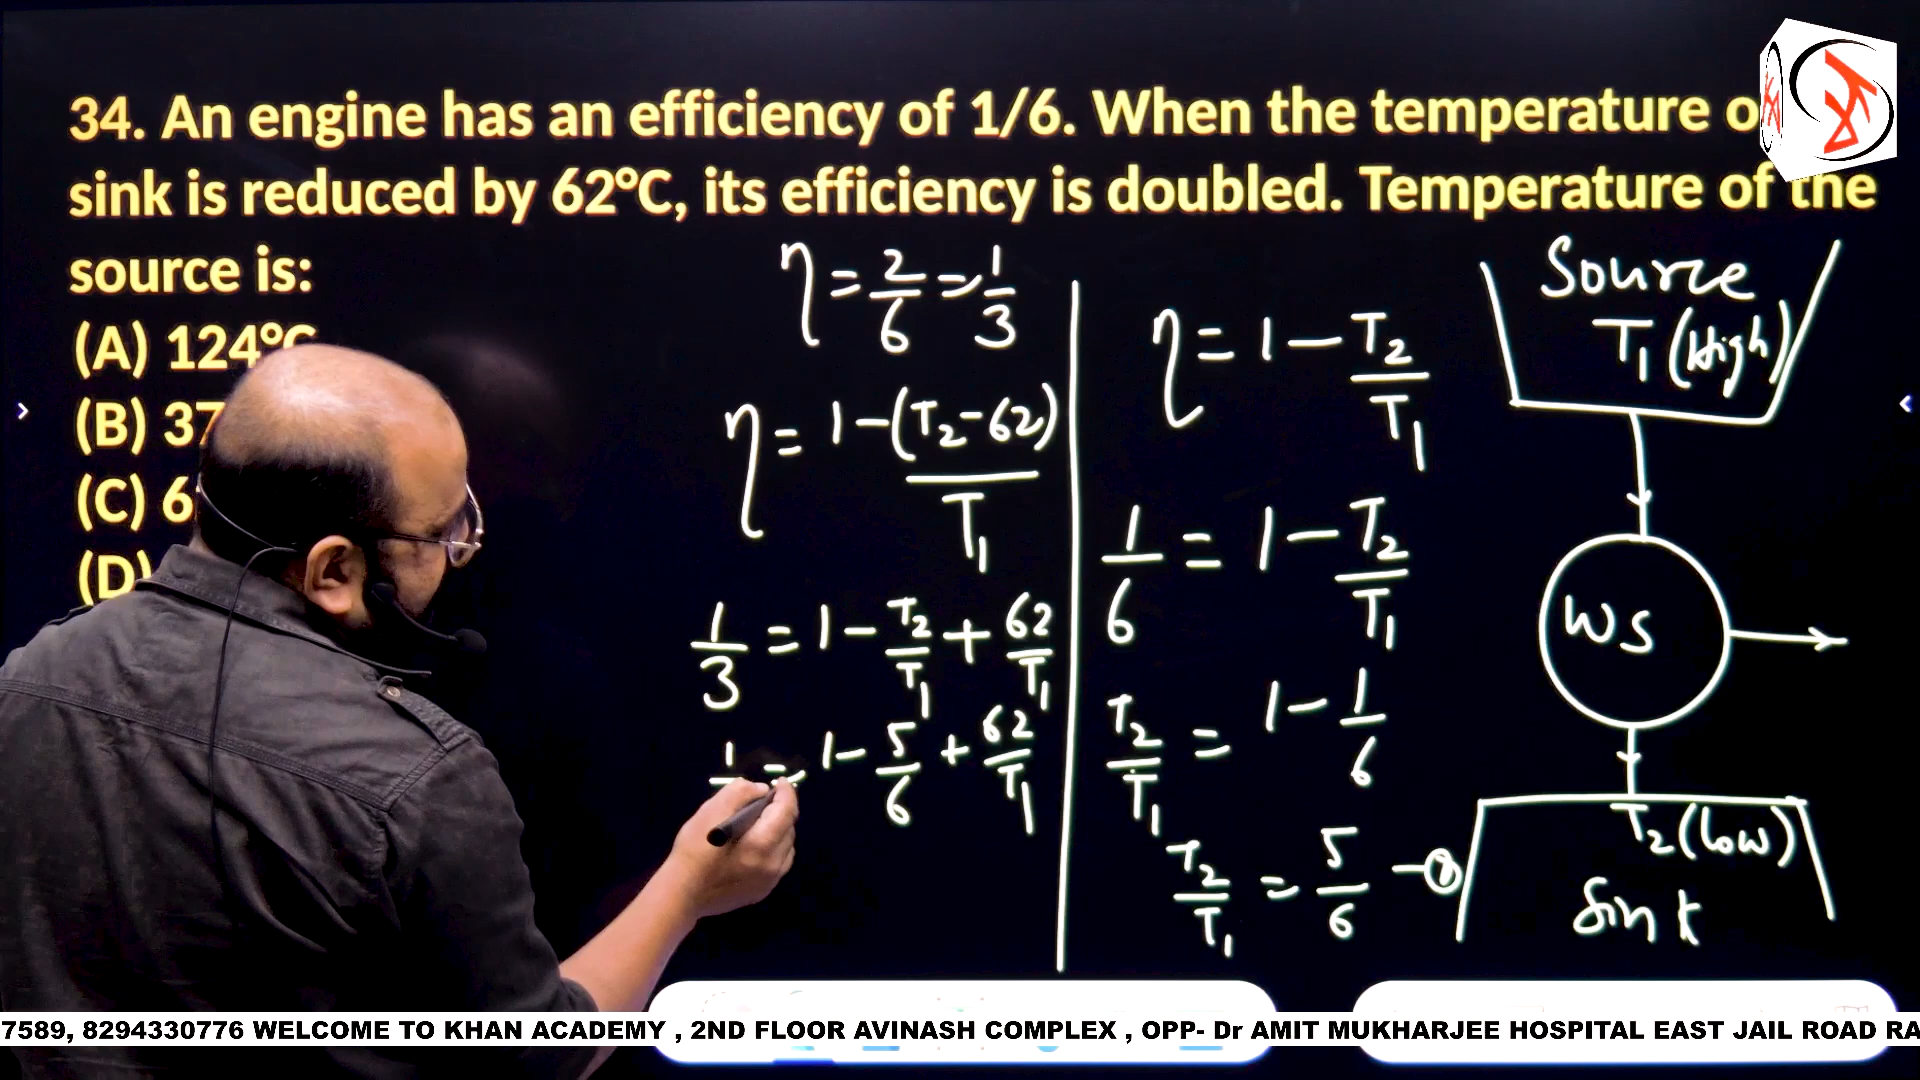 34. An engine has an efficiency of 1/6. When the temperature o
sink is reduced by 62°C, its efficiency is doubled. Temperature of the
source is:
(A) 124°C
(B) 37
(C) 6
(D)
η = 2/6 = 1/3
η = 1-(T2-62)/T1
1/3 = 1 - T2/T1 + 62/T1
1 = 1 - 5/6 + 62/T1
η = 1 - T2/T1
1/6 = 1 - T2/T1
T2/T1 = 1 - 1/6
T2/T1 = 5/6
Source
T1 (High)
WS
T2 (Low)
Sink
7589, 8294330776 WELCOME TO KHAN ACADEMY , 2ND FLOOR AVINASH COMPLEX , OPP- Dr AMIT MUKHARJEE HOSPITAL EAST JAIL ROAD RA